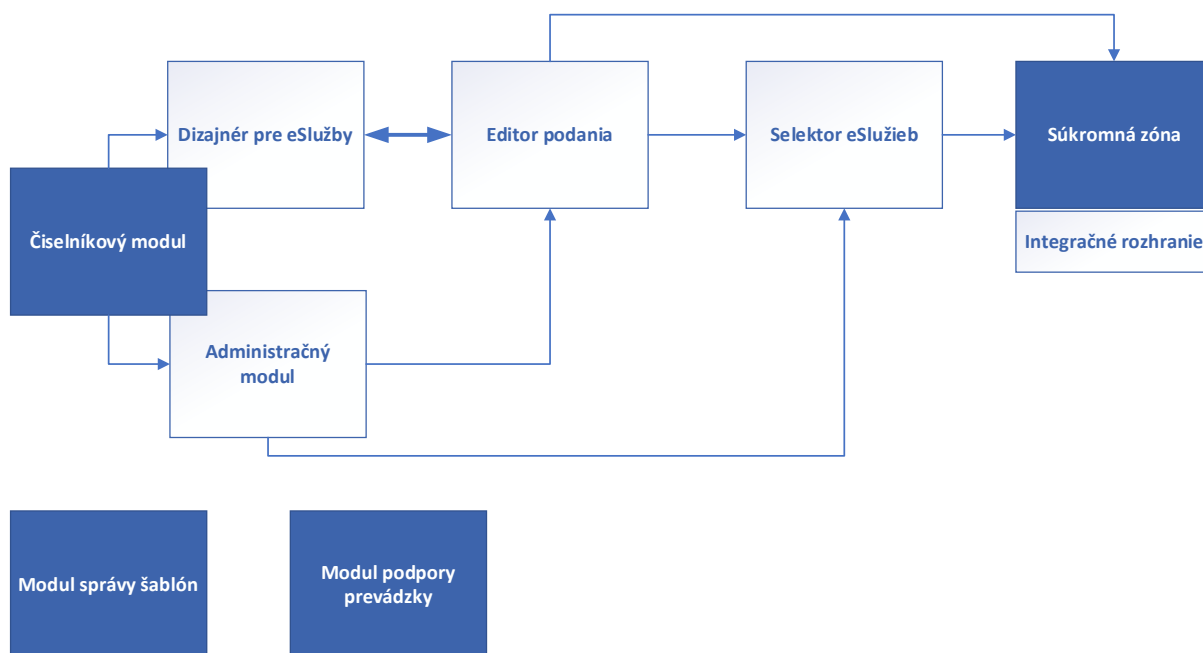 Dizajnér pre eSlužby
Editor podania
Selektor eSlužieb
Súkromná zóna
Čiselníkový modul
Integračné rozhranie
Administračný
modul
Modul správy šablón
Modul podpory
prevádzky